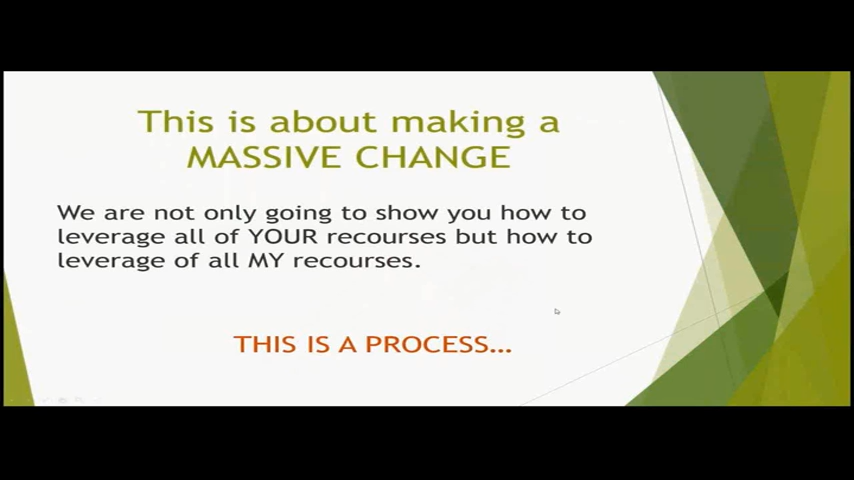 This is about making a
MASSIVE CHANGE
We are not only going to show you how to
leverage all of YOUR recourses but how to
leverage of all MY recourses.
THIS IS A PROCESS...